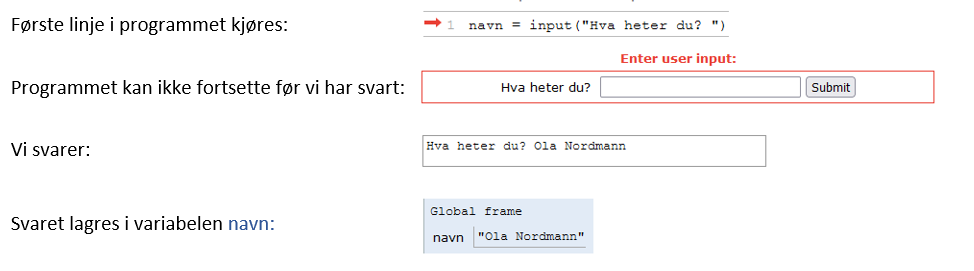 Første linje i programmet kjøres:
1 navn = input("Hva heter du? ")
Enter user input:
Programmet kan ikke fortsette før vi har svart:
Hva heter du? Submit
Vi svarer:
Hva heter du? Ola Nordmann
Svaret lagres i variabelen navn:
Global frame
navn "Ola Nordmann"